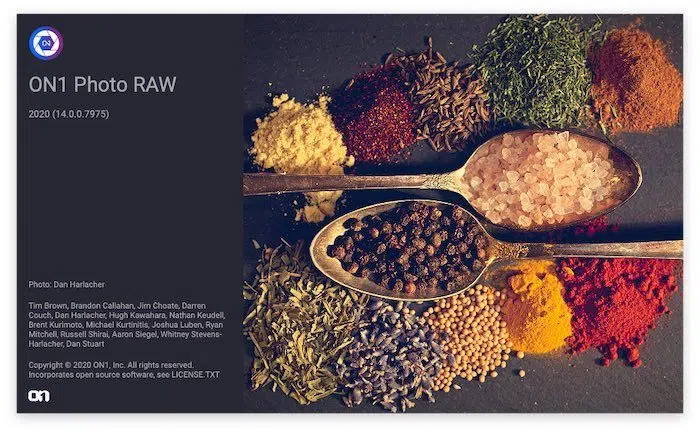 ON1
ON1 Photo RAW
2020 (14.0.0.7975)
Photo: Dan Harlacher
Tim Brown, Brandon Callahan, Jim Choate, Darren
Couch, Dan Harlacher, Hugh Kawahara, Nathan Keudell,
Brent Kurimoto, Michael Kurtinitis, Joshua Luben, Ryan
Mitchell, Russell Shirai, Aaron Siegel, Whitney Stevens-
Harlacher, Dan Stuart
Copyright © 2020 ON1, Inc. All rights reserved.
Incorporates open source software, see LICENSE.TXT
on1